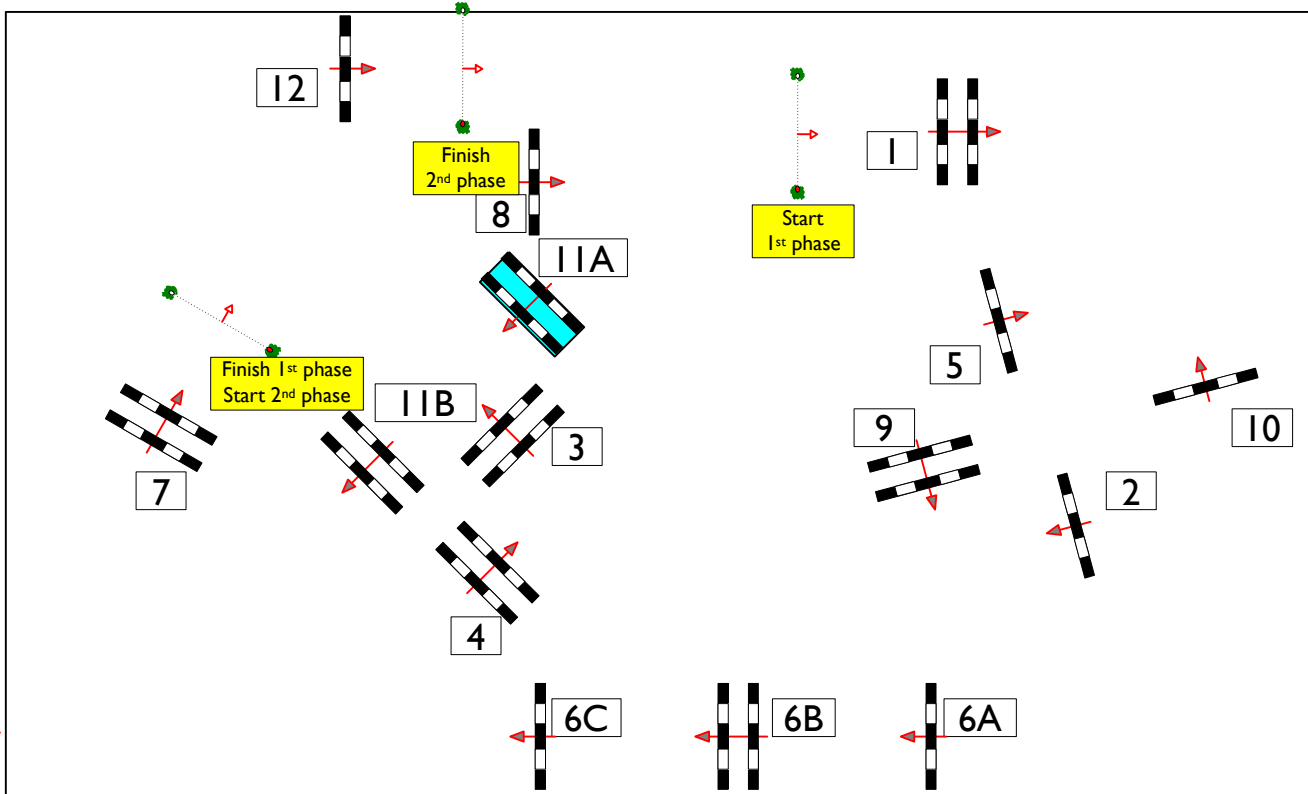 12
Finish
2nd phase
8
1
Start
1st phase
11A
5
Finish 1st phase
Start 2nd phase
11B
3
9
10
7
2
4
6C
6B
6A